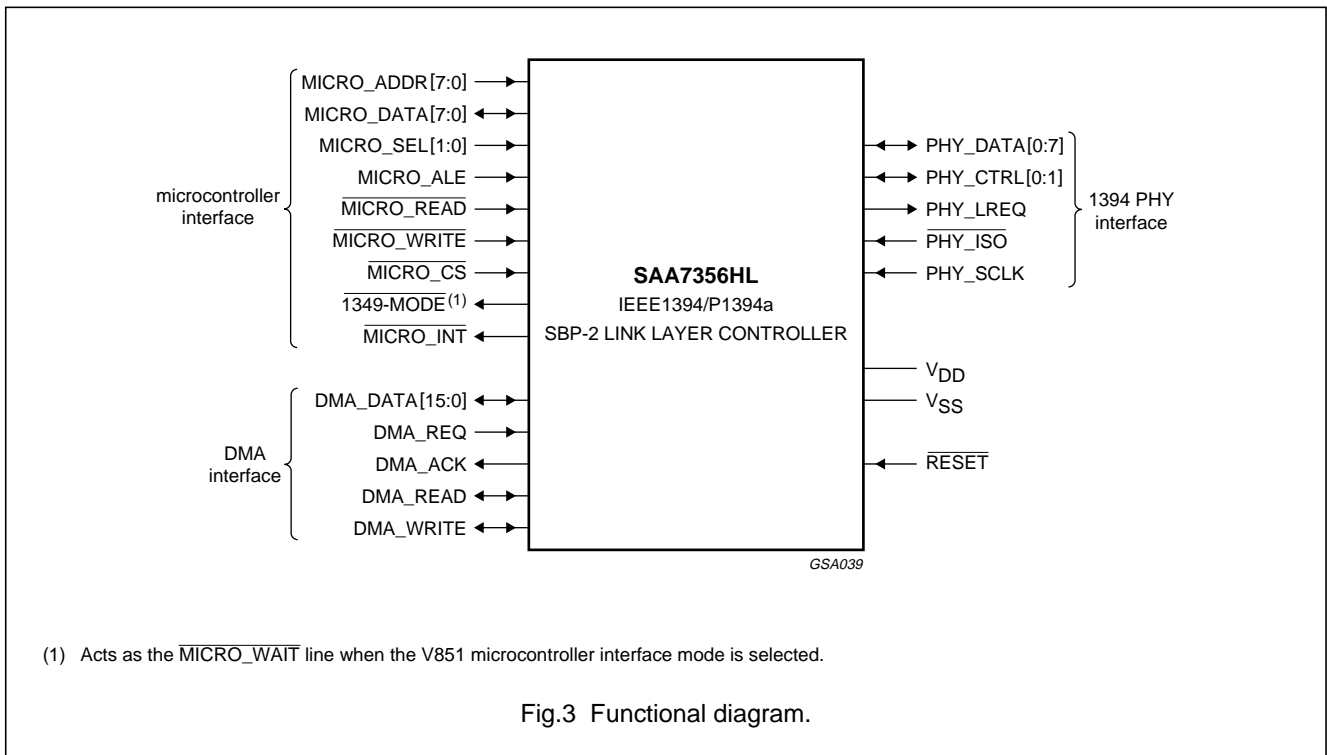 MICRO_ADDR[7:0]
MICRO_DATA[7:0]
MICRO_SEL[1:0]
MICRO_ALE
MICRO_READ
MICRO_WRITE
MICRO_CS
1349-MODE(1)
MICRO_INT
microcontroller
interface
DMA_DATA[15:0]
DMA_REQ
DMA_ACK
DMA_READ
DMA_WRITE
DMA
interface
SAA7356HL
IEEE1394/P1394a
SBP-2 LINK LAYER CONTROLLER
PHY_DATA[0:7]
PHY_CTRL[0:1]
PHY_LREQ
PHY_ISO
PHY_SCLK
1394 PHY
interface
VDD
VSS
RESET
GSA039
(1) Acts as the MICRO_WAIT line when the V851 microcontroller interface mode is selected.
Fig.3 Functional diagram.